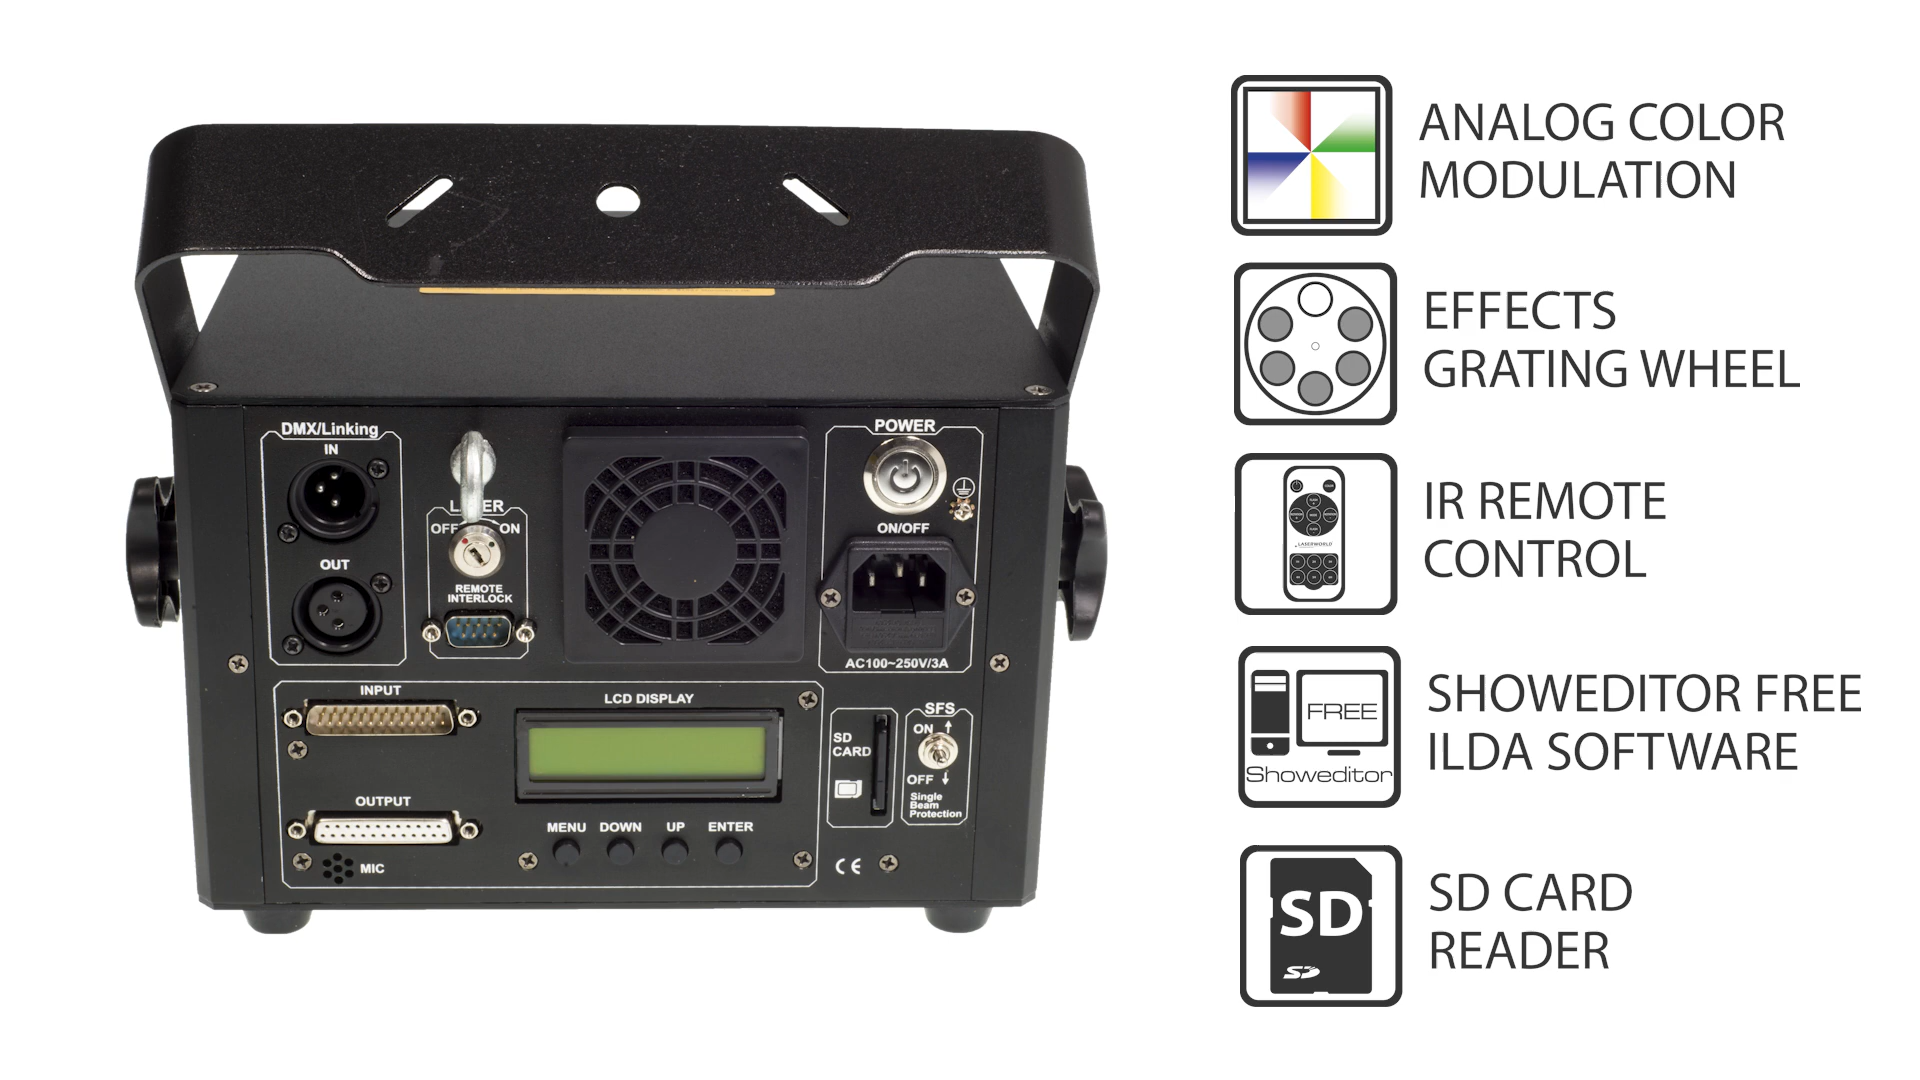 DMX/Linking
IN
OUT
OFF ON
REMOTE
INTERLOCK
POWER
ON/OFF
AC100~250V/3A
INPUT
OUTPUT
MIC
LCD DISPLAY
MENU DOWN UP ENTER
SD
CARD
SFS
ON
OFF
Single
Beam
Protection
CE
ANALOG COLOR
MODULATION
EFFECTS
GRATING WHEEL
LASERWORLD
IR REMOTE
CONTROL
FREE
Showeditor
SHOWEDITOR FREE
ILDA SOFTWARE
SD
SD
SD CARD
READER